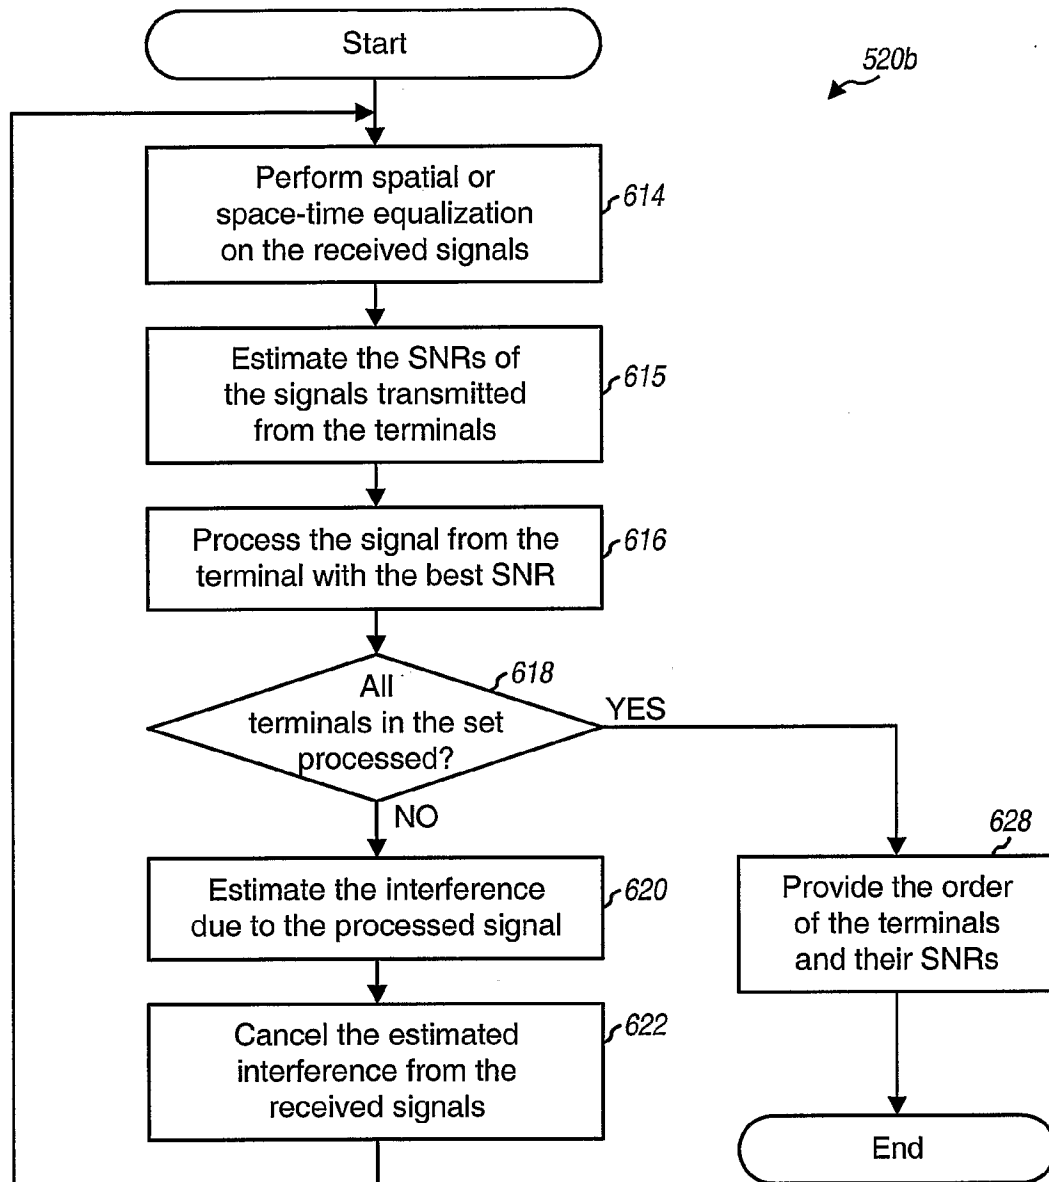 Start
520b
Perform spatial or
space-time equalization
on the received signals
614
Estimate the SNRs of
the signals transmitted
from the terminals
615
Process the signal from the
terminal with the best SNR
616
All
terminals in the set
processed?
618
YES
NO
Estimate the interference
due to the processed signal
620
628
Provide the order
of the terminals
and their SNRs
Cancel the estimated
interference from the
received signals
622
End